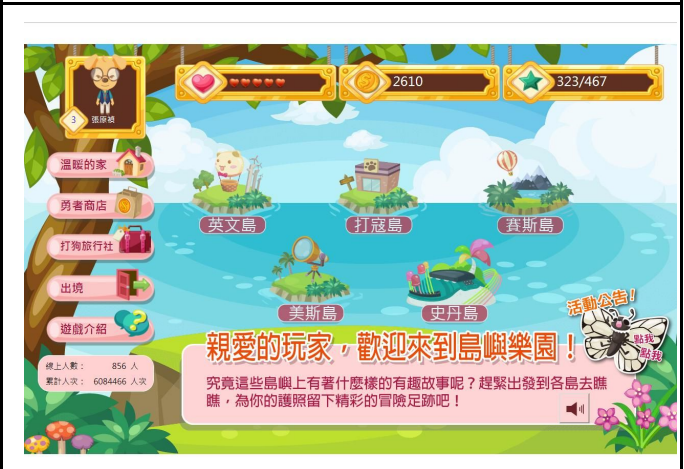 2610
323/467
3
張原禎
溫暖的家
勇者商店
打狗旅行社
出境
遊戲介紹
線上人數： 856 人
累計人次： 6084466 人次
英文島
打寇島
賽斯島
美斯島
史丹島
活動公告！
點我
點我
親愛的玩家，歡迎來到島嶼樂園！
究竟這些島嶼上有著什麼樣的有趣故事呢？趕緊出發到各島去瞧
瞧，為你的護照留下精彩的冒險足跡吧！